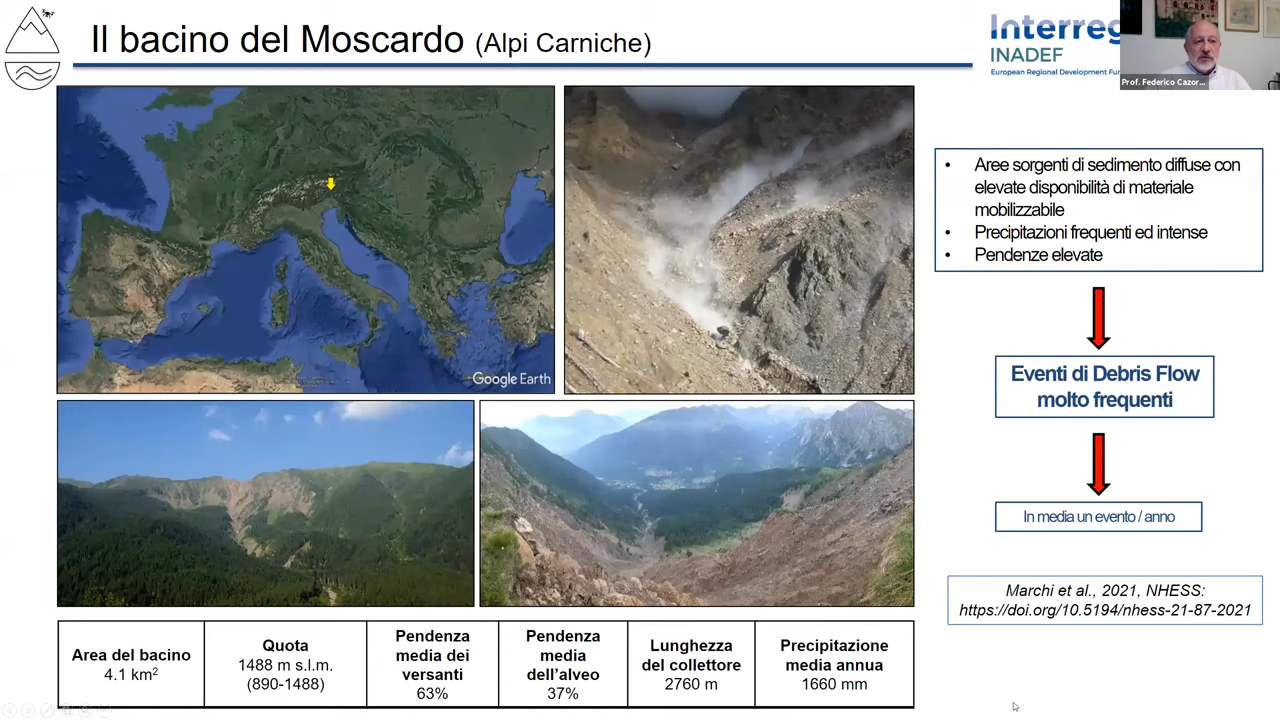 Il bacino del Moscardo (Alpi Carniche)
Interreg
INADEF
European Regional Development Fu
Prof. Federico Cazor...
Google Earth
• Aree sorgenti di sedimento diffuse con
elevate disponibilità di materiale
mobilizzabile
• Precipitazioni frequenti ed intense
• Pendenze elevate
Eventi di Debris Flow
molto frequenti
In media un evento / anno
Marchi et al., 2021, NHESS:
https://doi.org/10.5194/nhess-21-87-2021
Area del bacino
4.1 km²
Quota
1488 m s.l.m.
(890-1488)
Pendenza
media dei
versanti
63%
Pendenza
media
dell'alveo
37%
Lunghezza
del collettore
2760 m
Precipitazione
media annua
1660 mm